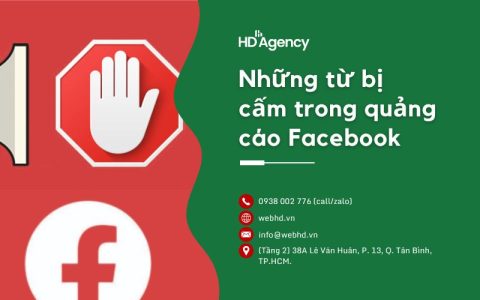 HD Agency
Những từ bị
cấm trong quảng
cáo Facebook
0938 002 776 (call/zalo)
webhd.vn
info@webhd.vn
(Tầng 2) 38A Lê Văn Huân, P. 13, Q. Tân Bình,
TP.HCM.
f